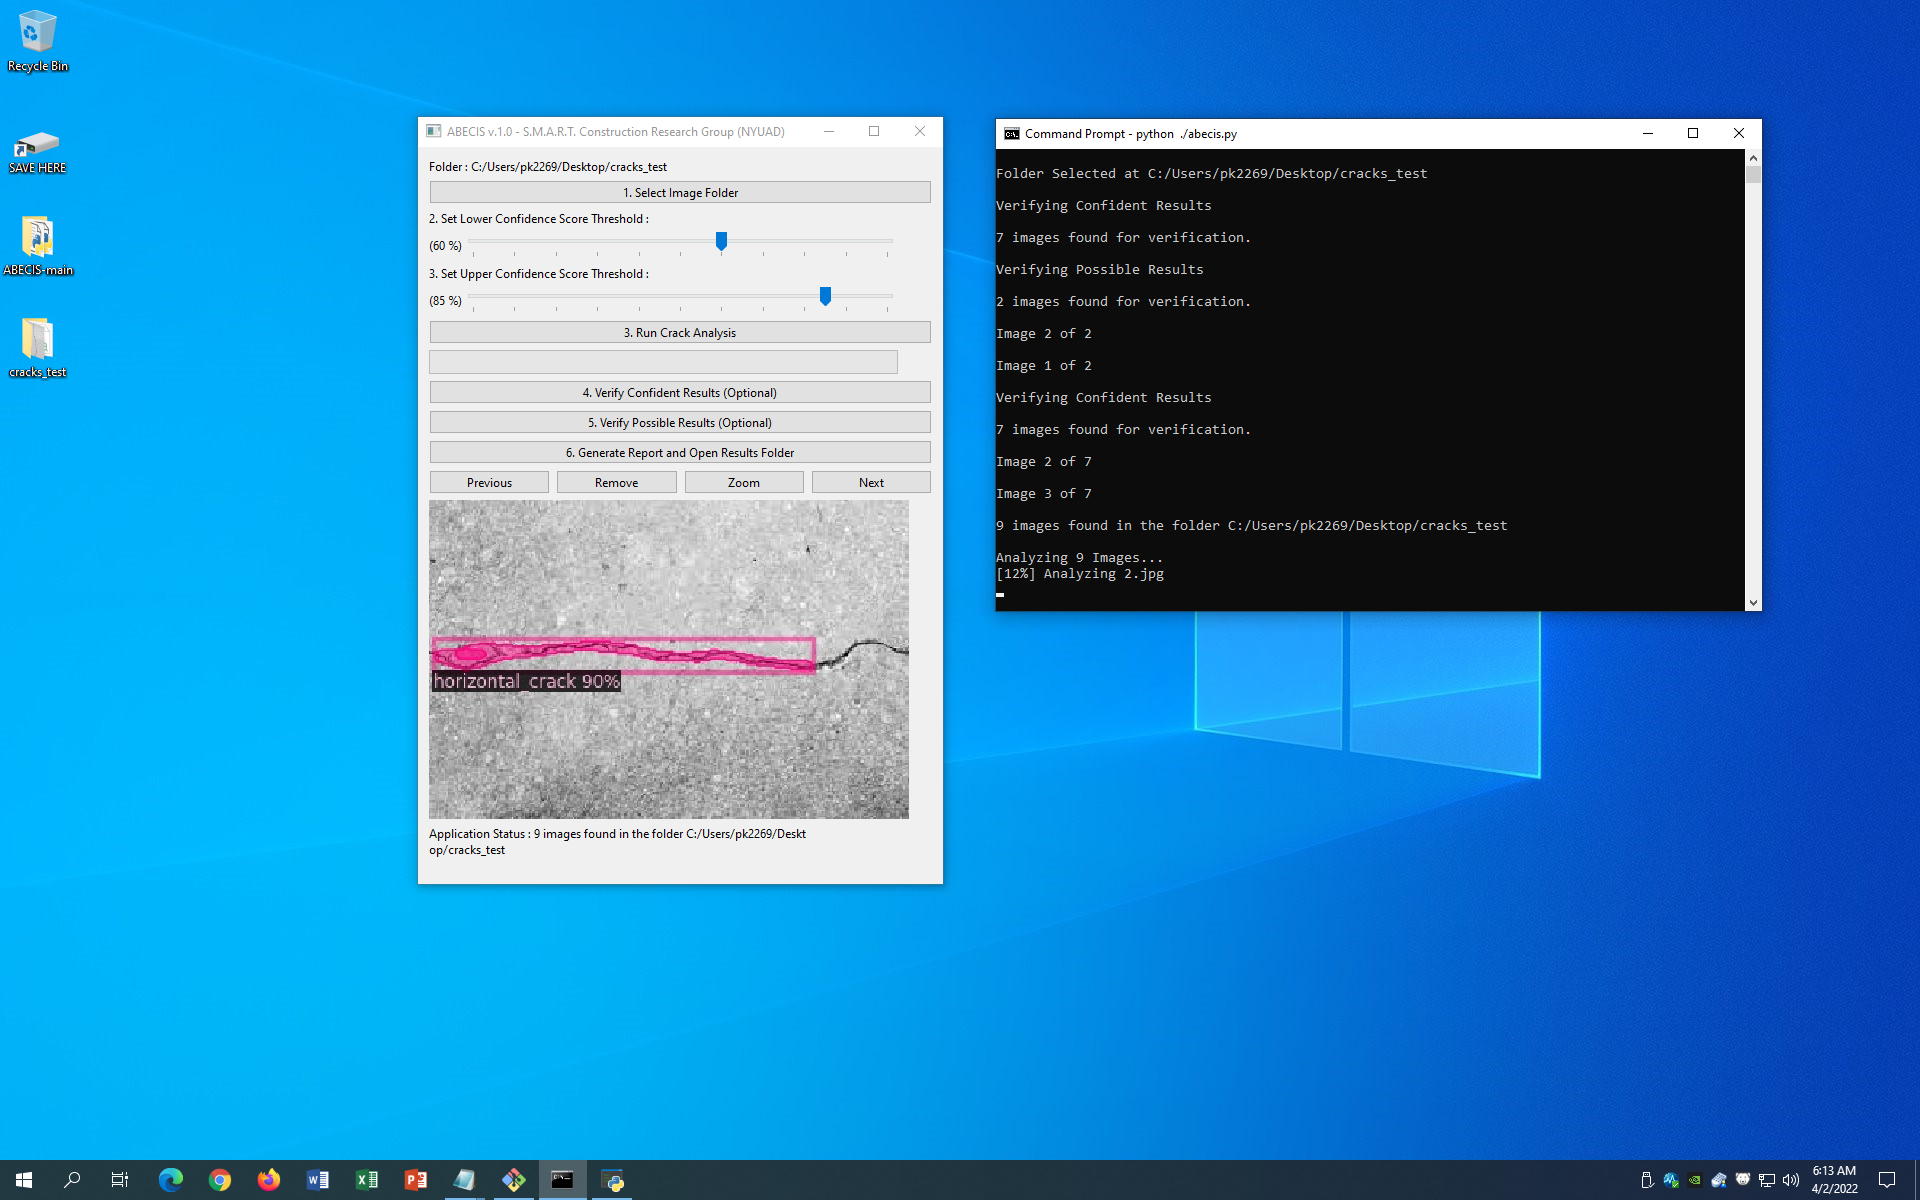 Recycle Bin
SAVE HERE
ABECIS-main
cracks_test
ABECIS v.1.0 - S.M.A.R.T. Construction Research Group (NYUAD)
Folder : C:/Users/pk2269/Desktop/cracks_test
1. Select Image Folder
2. Set Lower Confidence Score Threshold :
(60 %)
3. Set Upper Confidence Score Threshold :
(85 %)
3. Run Crack Analysis
4. Verify Confident Results (Optional)
5. Verify Possible Results (Optional)
6. Generate Report and Open Results Folder
Previous Remove Zoom Next
horizontal_crack 90%
Application Status : 9 images found in the folder C:/Users/pk2269/Deskt
op/cracks_test
Command Prompt - python ./abecis.py
Folder Selected at C:/Users/pk2269/Desktop/cracks_test
Verifying Confident Results
7 images found for verification.
Verifying Possible Results
2 images found for verification.
Image 2 of 2
Image 1 of 2
Verifying Confident Results
7 images found for verification.
Image 2 of 7
Image 3 of 7
9 images found in the folder C:/Users/pk2269/Desktop/cracks_test
Analyzing 9 Images...
[12%] Analyzing 2.jpg
6:13 AM
4/2/2022